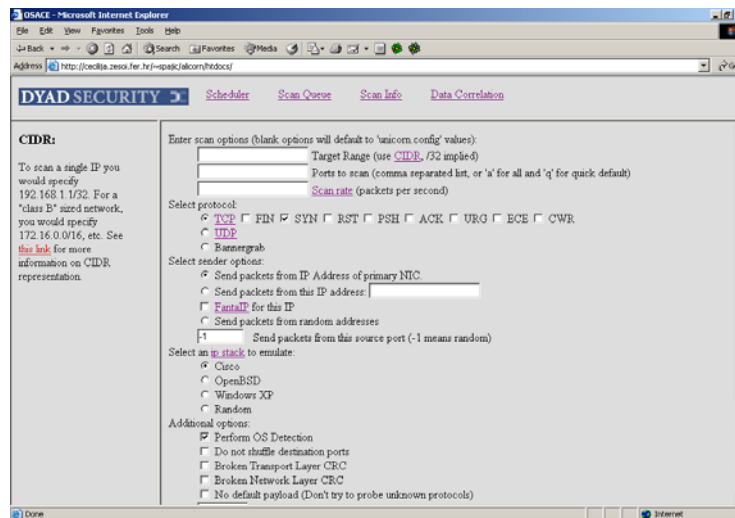 OSACE - Microsoft Internet Explorer
File Edit View Favorites Tools Help
Back Search Favorites Media
Address http://cecilija.zesoi.fer.hr/~spajic/alicorn/htdocs/
DYAD SECURITY Scheduler Scan Queue Scan Info Data Correlation
CIDR:
To scan a single IP you
would specify
192.168.1.1/32. For a
"class B" sized network,
you would specify
172.16.0.0/16, etc. See
this link for more
information on CIDR
representation.
Enter scan options (blank options will default to 'unicorn.config' values):
Target Range (use CIDR, /32 implied)
Ports to scan (comma separated list, or 'a' for all and 'q' for quick default)
Scan rate (packets per second)
Select protocol:
TCP FIN SYN RST PSH ACK URG ECE CWR
UDP
Bannergrab
Select sender options:
Send packets from IP Address of primary NIC.
Send packets from this IP address:
FantaIP for this IP
Send packets from random addresses
-1 Send packets from this source port (-1 means random)
Select an ip stack to emulate:
Cisco
OpenBSD
Windows XP
Random
Additional options:
Perform OS Detection
Do not shuffle destination ports
Broken Transport Layer CRC
Broken Network Layer CRC
No default payload (Don't try to probe unknown protocols)
Done Internet